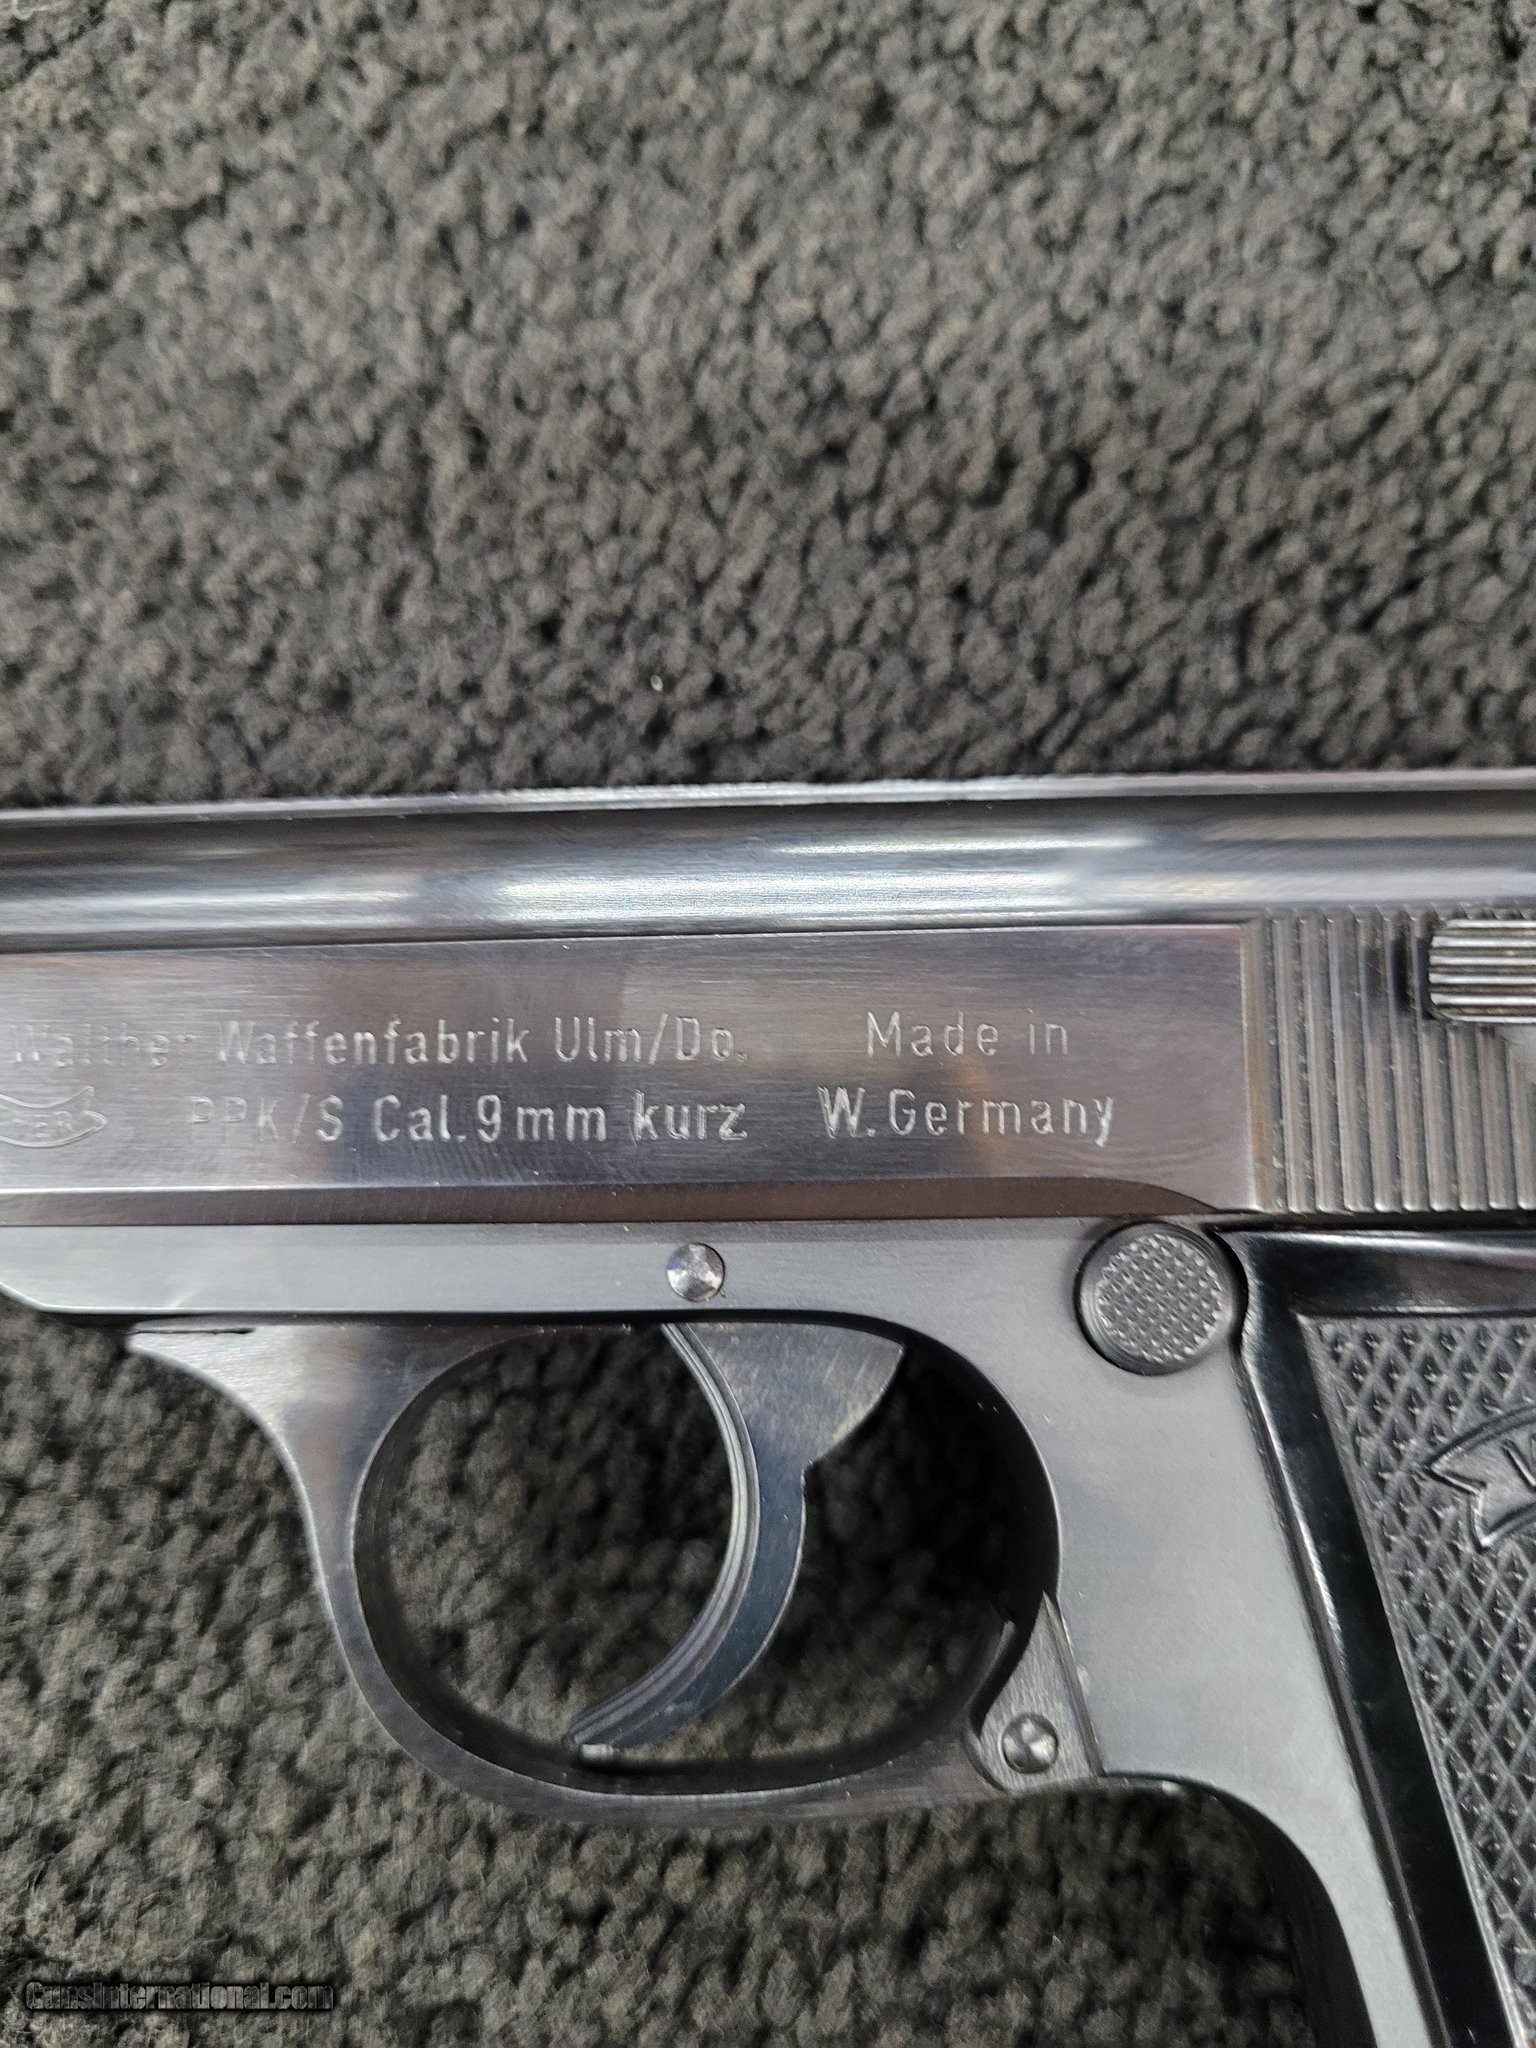 Walther Waffenfabrik Ulm/Do. Made in
PPK/S Cal.9mm kurz W. Germany
GunsInternational.com